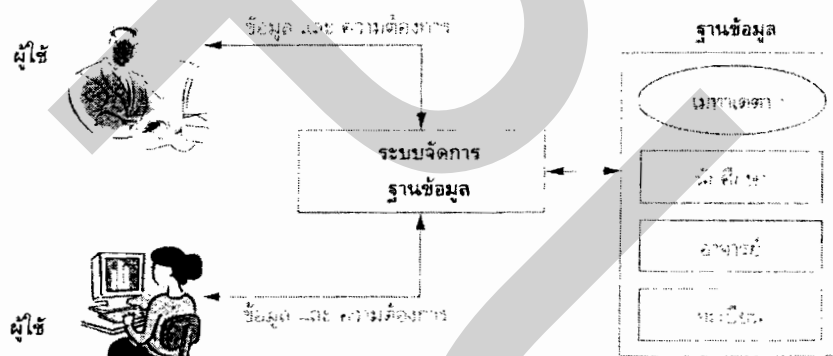 ข้อมูล และ ความต้องการ
ฐานข้อมูล
ผู้ใช้
เมทาเดตา
ระบบจัดการ
ฐานข้อมูล
นักศึกษา
อาจารย์
ข้อมูล และ ความต้องการ
ทะเบียน
ผู้ใช้